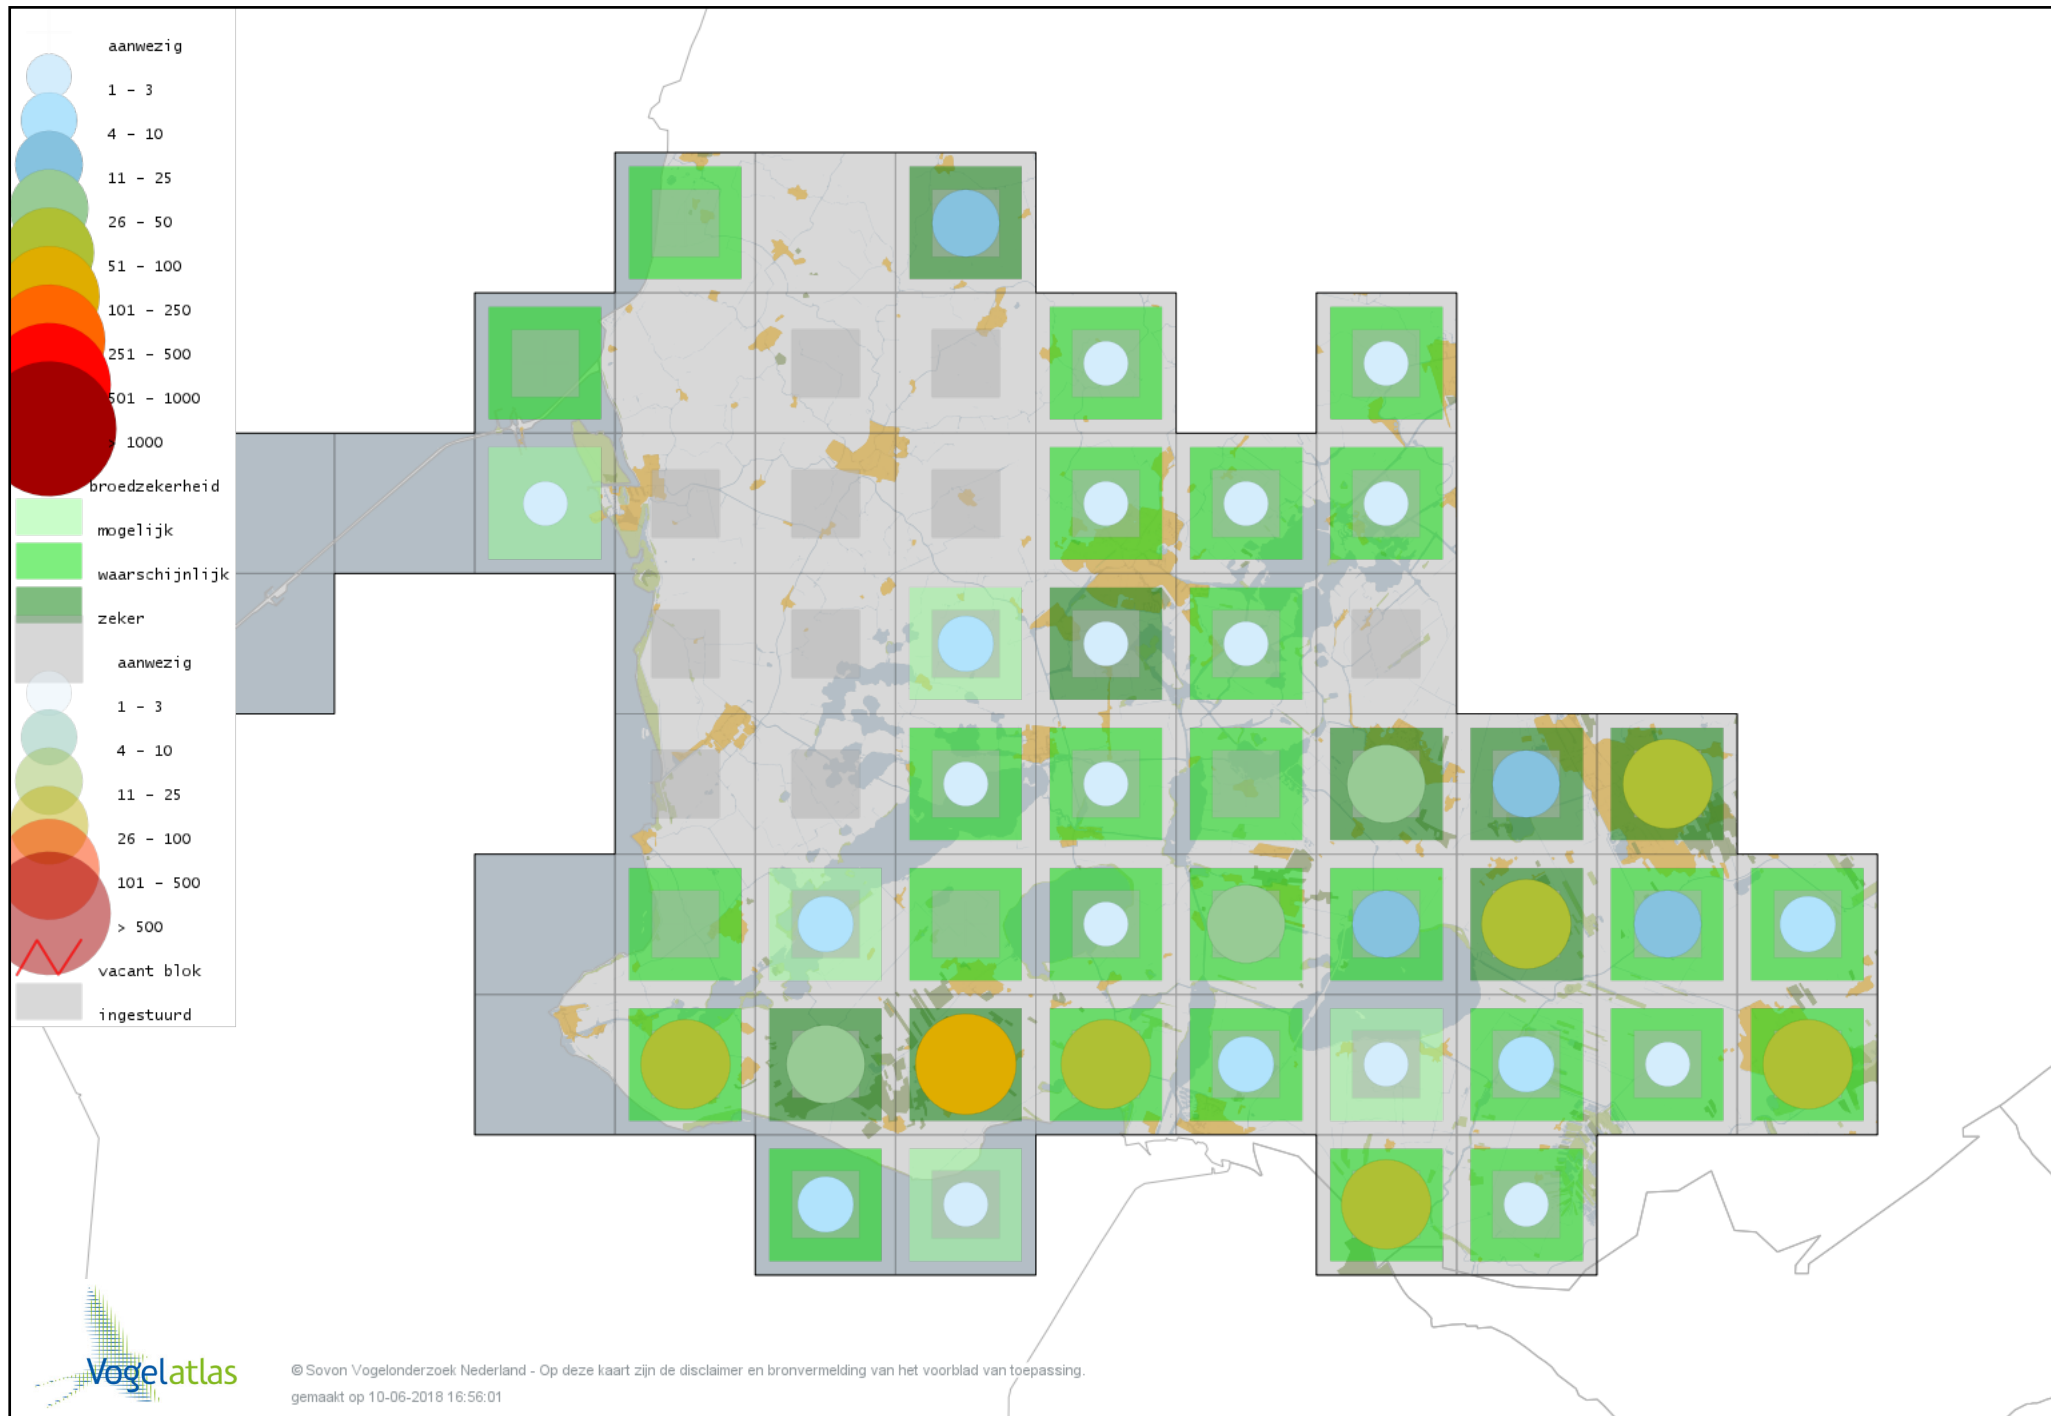 aanwezig
1 - 3
4 - 10
11 - 25
26 - 50
51 - 100
101 - 250
251 - 500
501 - 1000
> 1000
broedzekerheid
mogelijk
waarschijnlijk
zeker
aanwezig
1 - 3
4 - 10
11 - 25
26 - 100
101 - 500
> 500
vacant blok
ingestuurd
Vogelatlas
© Sovon Vogelonderzoek Nederland - Op deze kaart zijn de disclaimer en bronvermelding van het voorblad van toepassing.
gemaakt op 10-06-2018 16:56:01